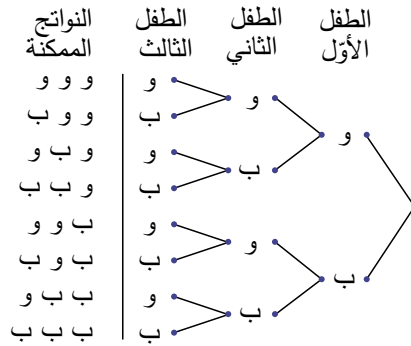 الطفل
الأوّل
و
ب
الطفل
الثاني
و
ب
و
ب
الطفل
الثالث
و
ب
و
ب
و
ب
و
ب
النواتج
الممكنة
و و و
و و ب
و ب و
و ب ب
ب و و
ب و ب
ب ب و
ب ب ب